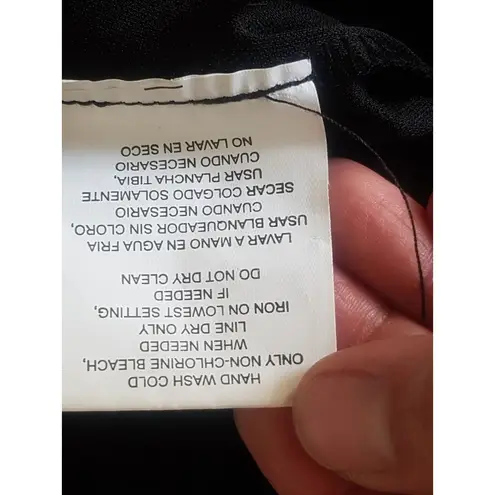 HAND WASH COLD
ONLY NON-CHLORINE BLEACH,
WHEN NEEDED
LINE DRY ONLY
IRON ON LOWEST SETTING,
IF NEEDED
DO NOT DRY CLEAN
LAVAR A MANO EN AGUA FRIA
USAR BLANQUEADOR SIN CLORO,
CUANDO NECESARIO
SECAR COLGADO SOLAMENTE
USAR PLANCHA TIBIA,
CUANDO NECESARIO
NO LAVAR EN SECO